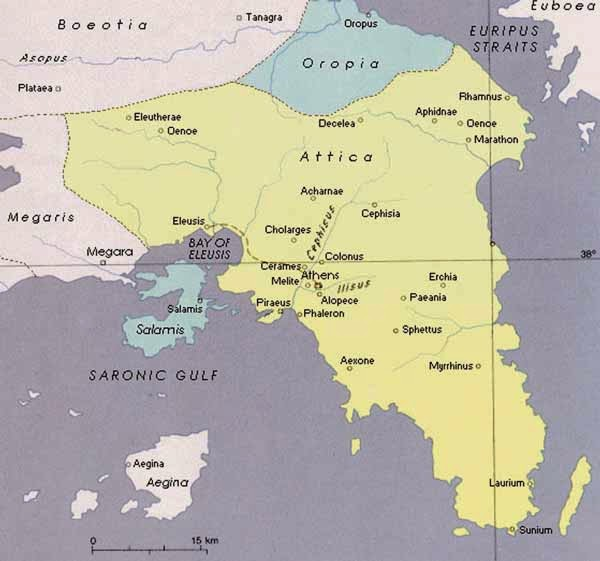 Tanagra
Boeotia
Oropus
Euboea
EURIPUS
STRAITS
Asopus
Oropia
Plataea
Rhamnus
Eleutherae
Oenoe
Decelea
Aphidnae
Oenoe
Marathon
Attica
Acharnae
Cephisia
Megaris
Eleusis
Cholarges
Cephisus
BAY OF
ELEUSIS
Megara
Colonus
38°
Cerames
Athens
Melite
Ilisus
Erchia
Alopece
Paeania
Salamis
Piraeus
Phaleron
Salamis
Sphettus
Aexone
Myrrhinus
SARONIC GULF
Aegina
Aegina
Laurium
Sunium
0
15 km